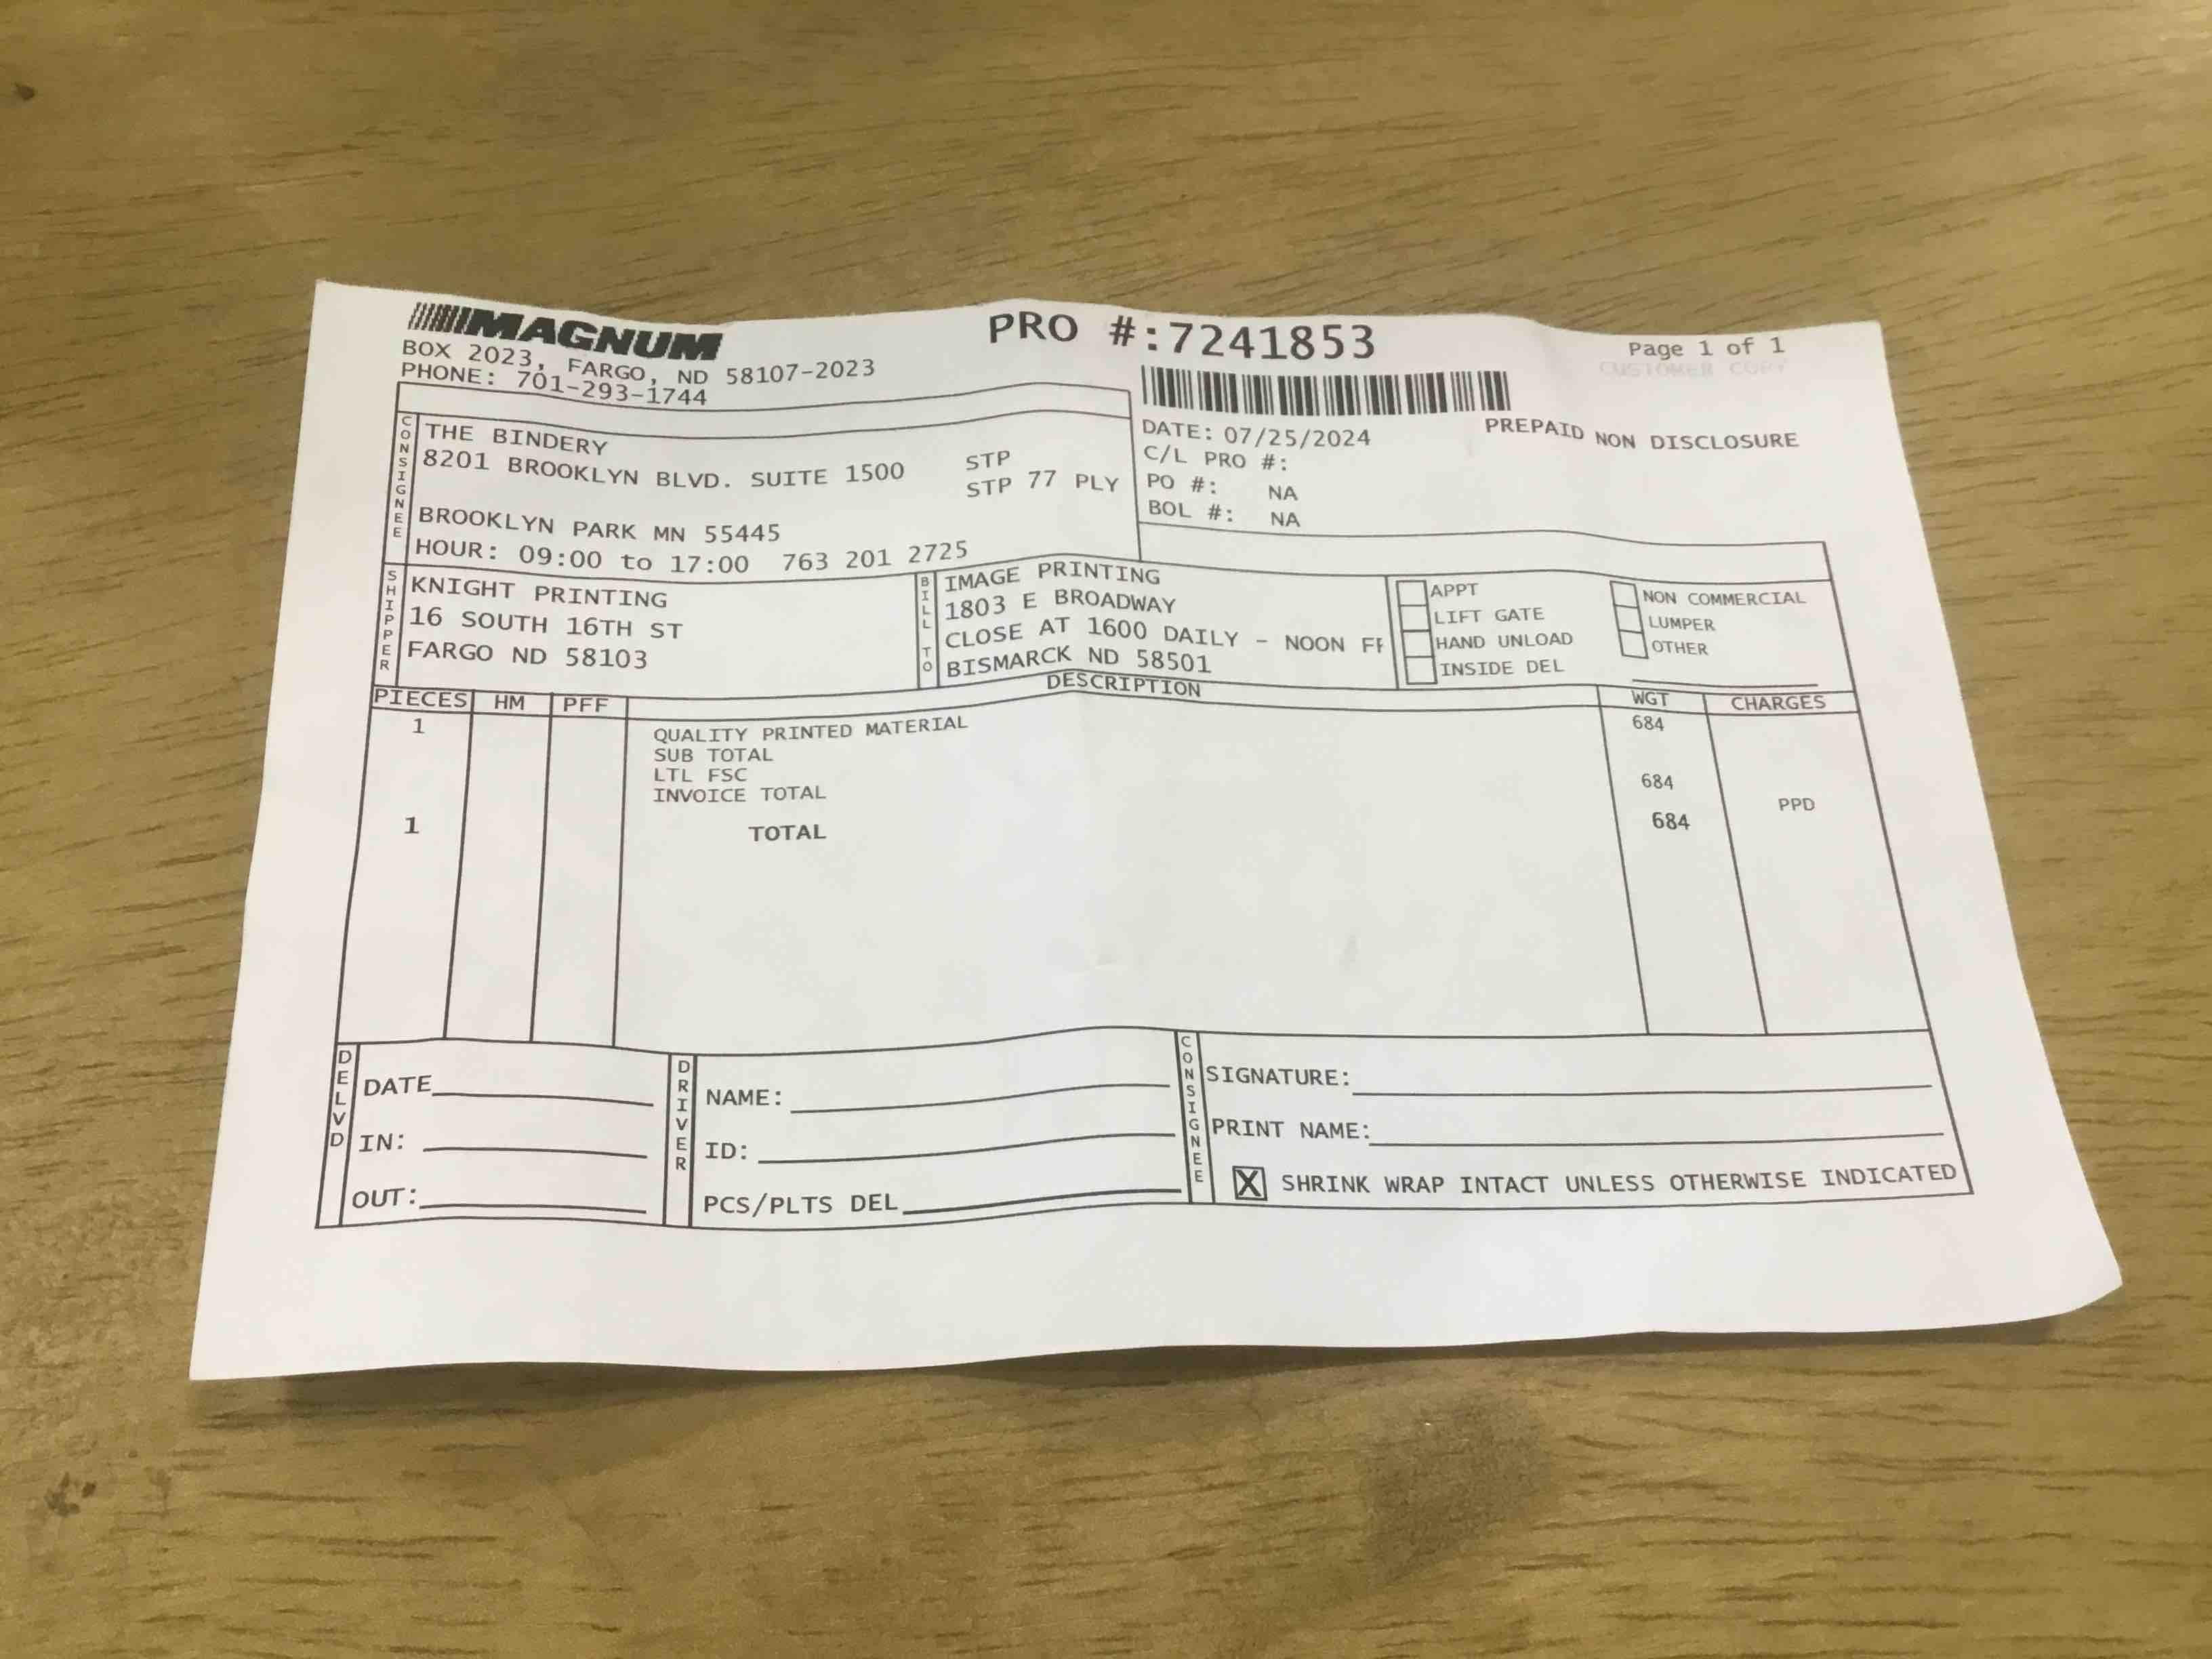 MAGNUM
BOX 2023, FARGO, ND 58107-2023
PHONE: 701-293-1744
PRO #:7241853
Page 1 of 1
CUSTOMER COPY
DATE: 07/25/2024
PREPAID NON DISCLOSURE
C/L PRO #:
PO #: NA
BOL #: NA
CONSIGNEE
THE BINDERY
8201 BROOKLYN BLVD. SUITE 1500
STP
STP 77 PLY
BROOKLYN PARK MN 55445
HOUR: 09:00 to 17:00 763 201 2725
SHIPPER
KNIGHT PRINTING
16 SOUTH 16TH ST
FARGO ND 58103
BILL TO
IMAGE PRINTING
1803 E BROADWAY
CLOSE AT 1600 DAILY - NOON
BISMARCK ND 58501
APPT
LIFT GATE
HAND UNLOAD
INSIDE DEL
NON COMMERCIAL
LUMPER
OTHER
PIECES HM PFF DESCRIPTION WGT CHARGES
1 QUALITY PRINTED MATERIAL 684
SUB TOTAL
LTL FSC 684
INVOICE TOTAL PPD
1 TOTAL 684
DELVD
DATE
IN:
OUT:
DRIVER
NAME:
ID:
PCS/PLTS DEL
CONSIGNEE
SIGNATURE:
PRINT NAME:
X SHRINK WRAP INTACT UNLESS OTHERWISE INDICATED